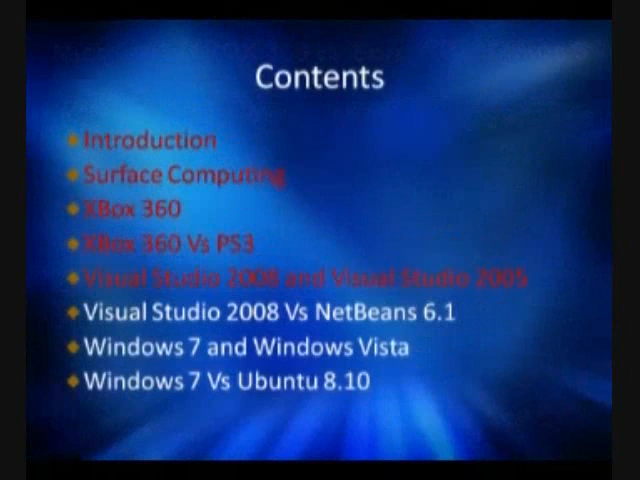 Contents
Introduction
Surface Computing
XBox 360
XBox 360 Vs PS3
Visual Studio 2008 and Visual Studio 2005
Visual Studio 2008 Vs NetBeans 6.1
Windows 7 and Windows Vista
Windows 7 Vs Ubuntu 8.10